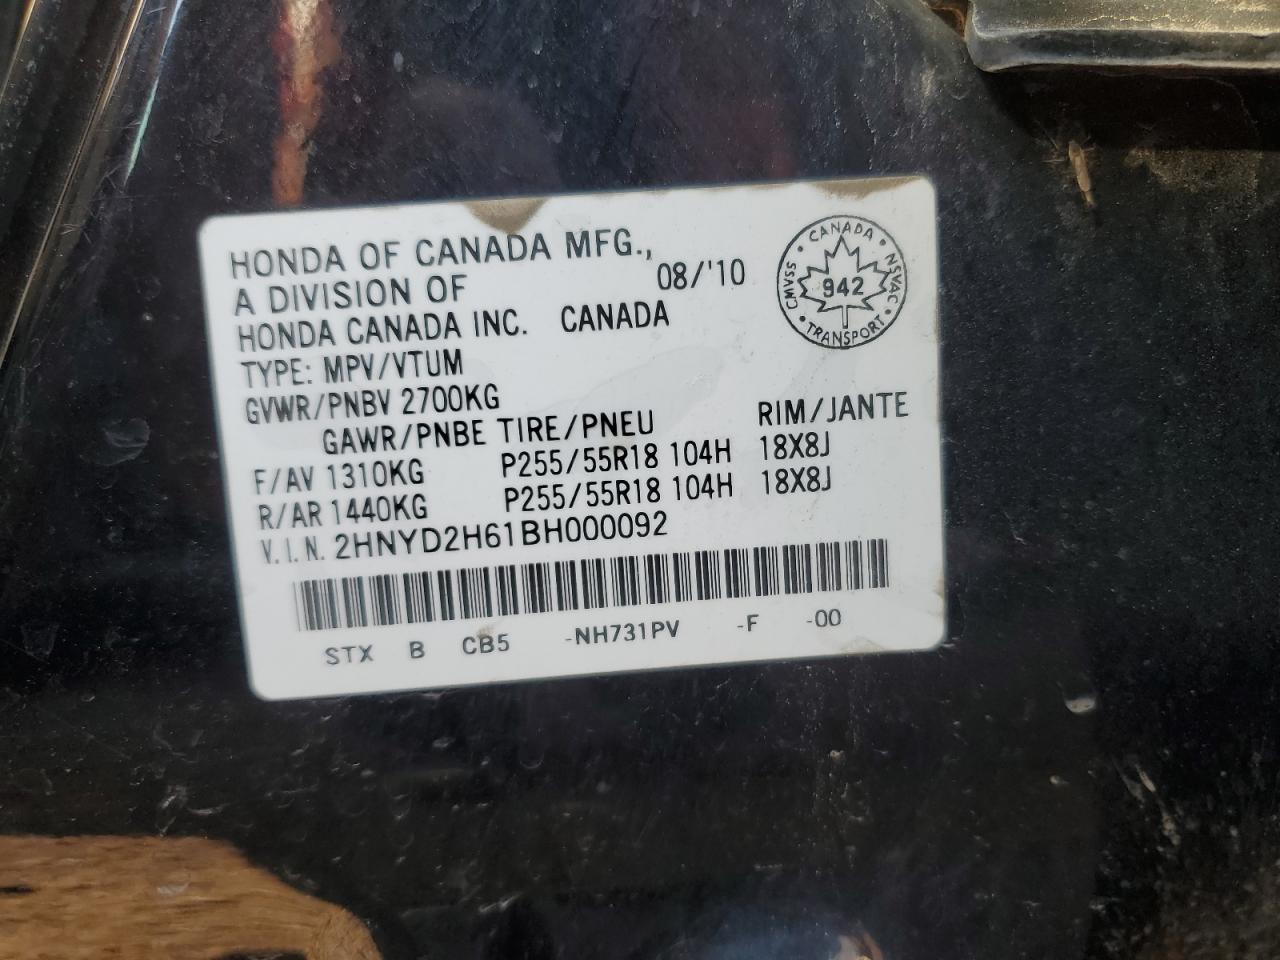 HONDA OF CANADA MFG.,
A DIVISION OF 08/'10
HONDA CANADA INC. CANADA
TYPE: MPV/VTUM
GVWR/PNBV 2700KG
GAWR/PNBE TIRE/PNEU RIM/JANTE
F/AV 1310KG P255/55R18 104H 18X8J
R/AR 1440KG P255/55R18 104H 18X8J
V.I.N. 2HNYD2H61BH000092
STX B CB5 -NH731PV -F -00
CANADA • NSVAC • TRANSPORT • CMVSS •
942